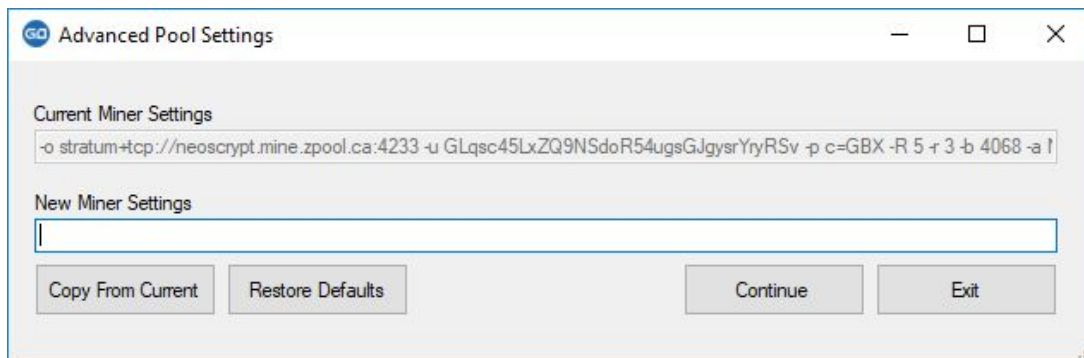 GO Advanced Pool Settings
Current Miner Settings
-o stratum+tcp://neoscrypt.mine.zpool.ca:4233 -u GLqsc45LxZQ9NSdoR54ugsGJgysrYryRSv -p c=GBX -R 5 -r 3 -b 4068 -a
New Miner Settings
Copy From Current Restore Defaults Continue Exit